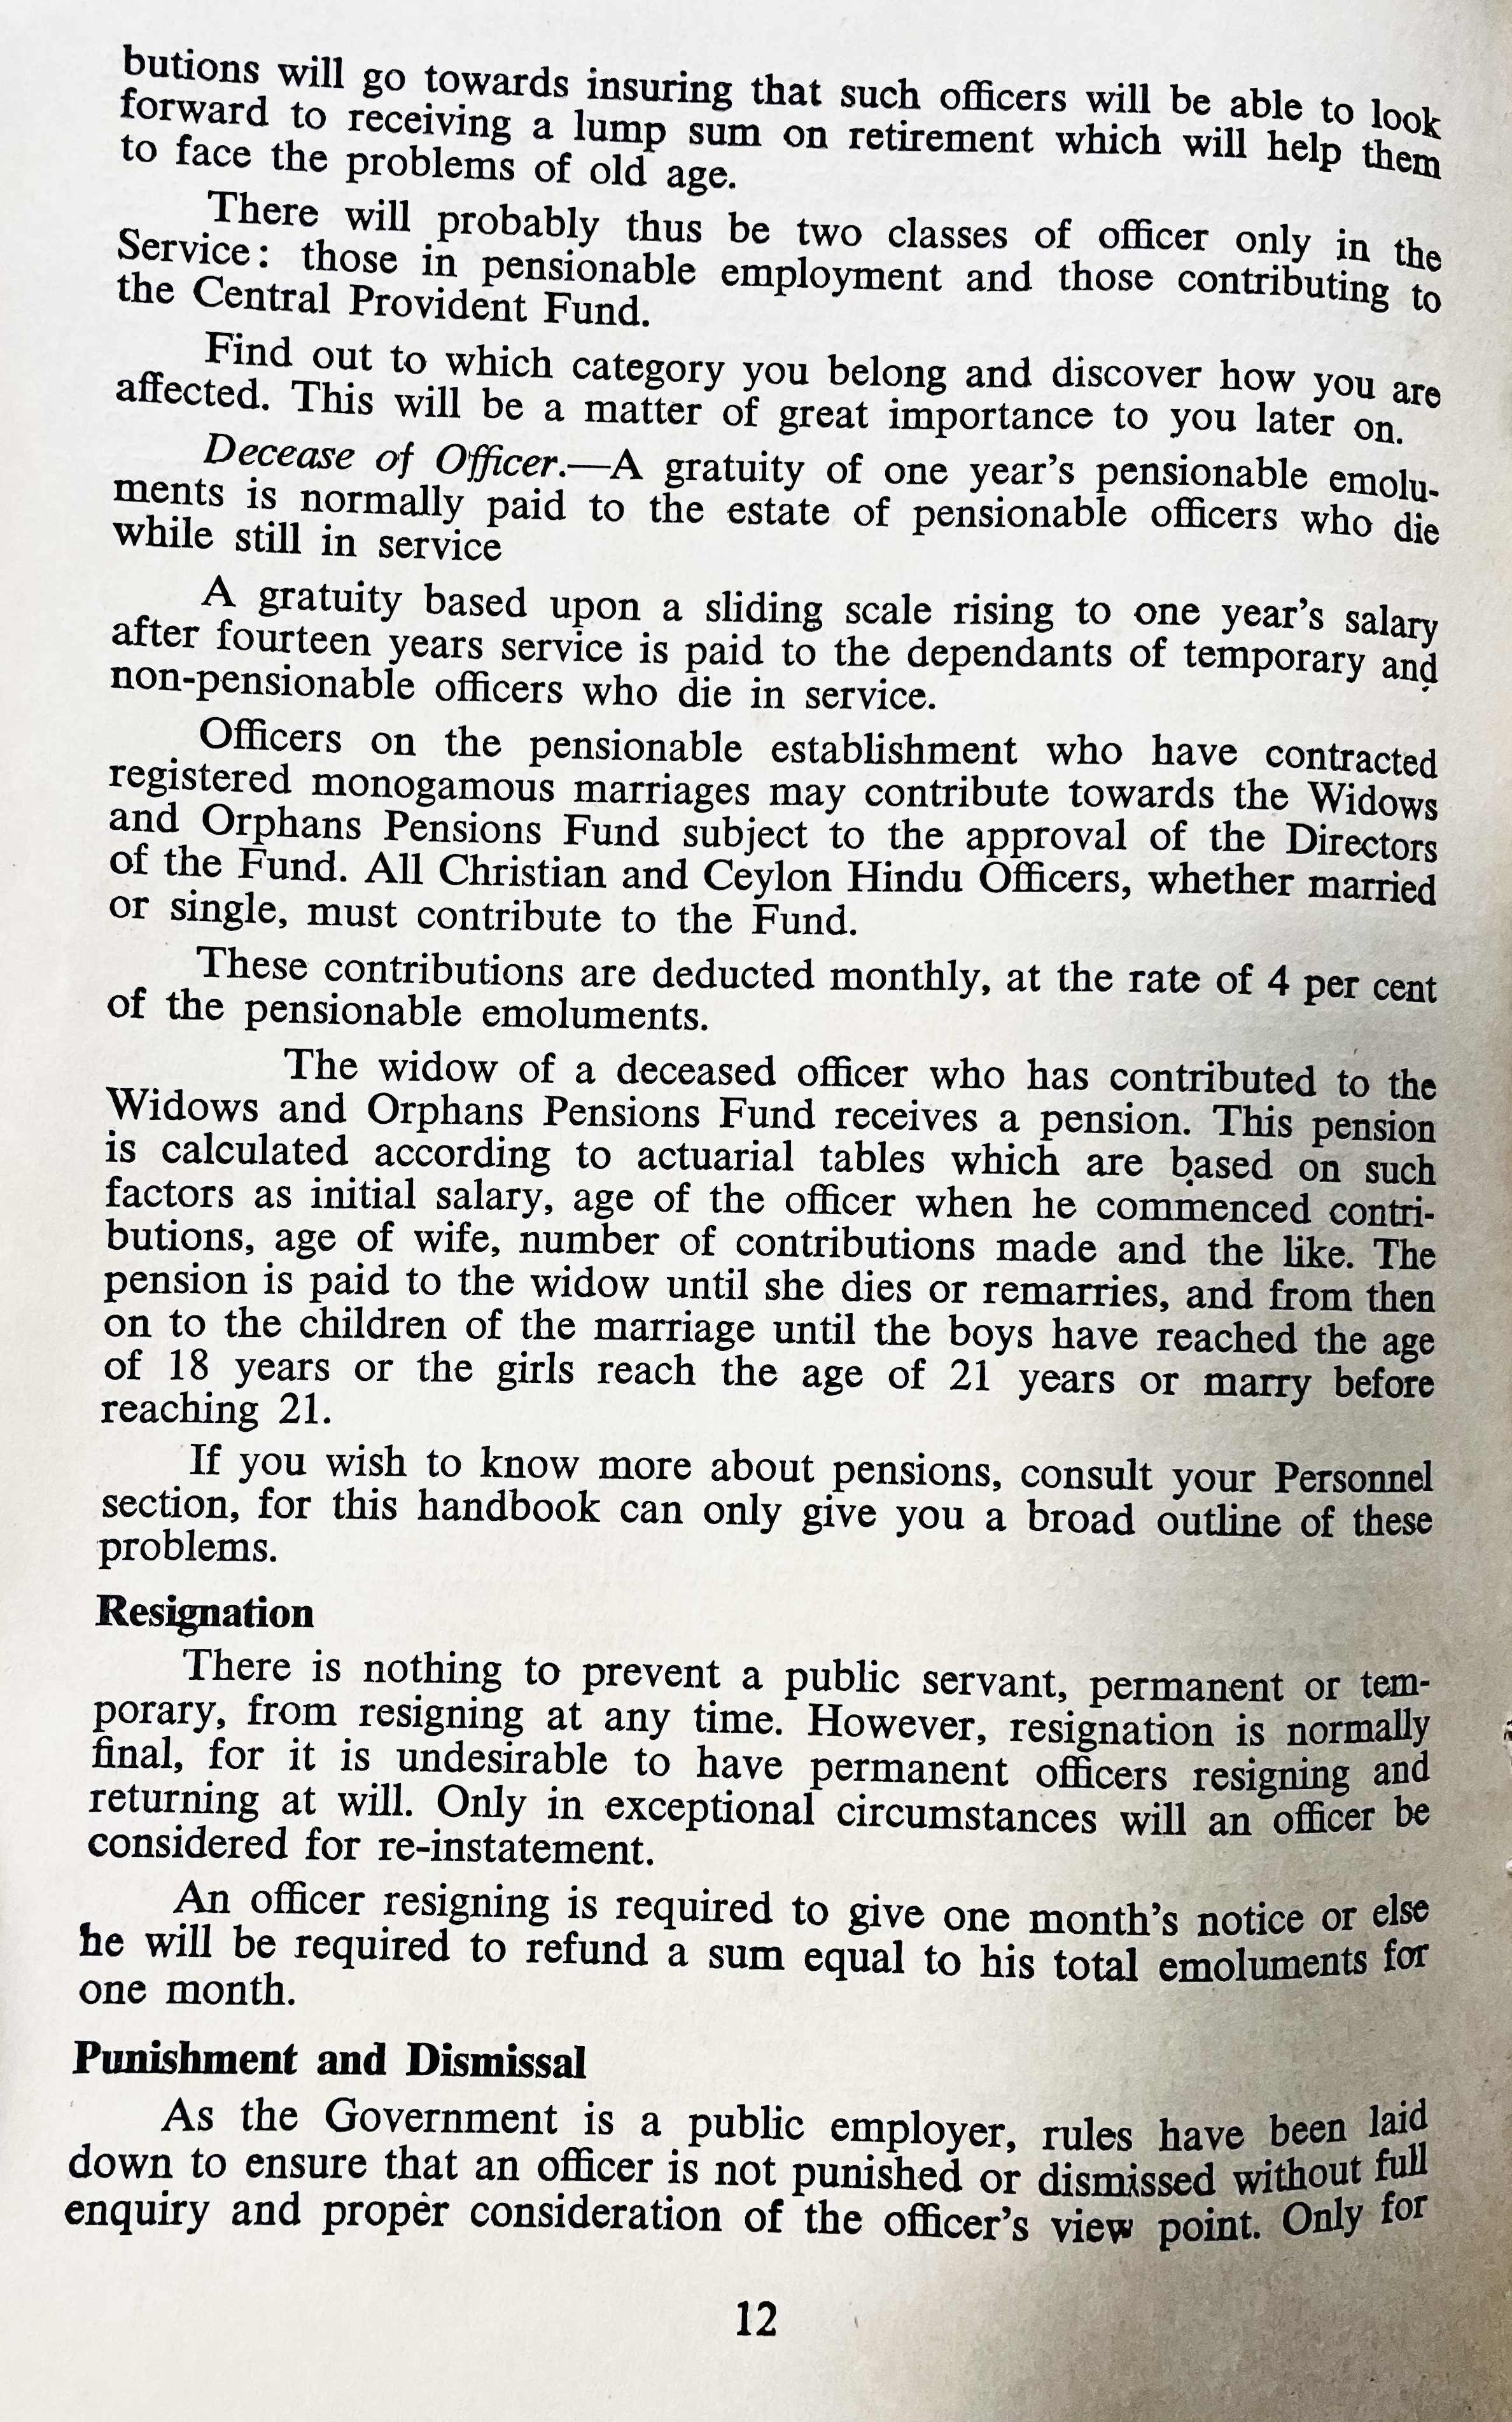 butions will go towards insuring that such officers will be able to look
forward to receiving a lump sum on retirement which will help them
to face the problems of old age.
There will probably thus be two classes of officer only in the
Service: those in pensionable employment and those contributing to
the Central Provident Fund.
Find out to which category you belong and discover how you are
affected. This will be a matter of great importance to you later on.
Decease of Officer.—A gratuity of one year's pensionable emolu-
ments is normally paid to the estate of pensionable officers who die
while still in service
A gratuity based upon a sliding scale rising to one year's salary
after fourteen years service is paid to the dependants of temporary and
non-pensionable officers who die in service.
Officers on the pensionable establishment who have contracted
registered monogamous marriages may contribute towards the Widows
and Orphans Pensions Fund subject to the approval of the Directors
of the Fund. All Christian and Ceylon Hindu Officers, whether married
or single, must contribute to the Fund.
These contributions are deducted monthly, at the rate of 4 per cent
of the pensionable emoluments.
The widow of a deceased officer who has contributed to the
Widows and Orphans Pensions Fund receives a pension. This pension
is calculated according to actuarial tables which are based on such
factors as initial salary, age of the officer when he commenced contri-
butions, age of wife, number of contributions made and the like. The
pension is paid to the widow until she dies or remarries, and from then
on to the children of the marriage until the boys have reached the age
of 18 years or the girls reach the age of 21 years or marry before
reaching 21.
If you wish to know more about pensions, consult your Personnel
section, for this handbook can only give you a broad outline of these
problems.
Resignation
There is nothing to prevent a public servant, permanent or tem-
porary, from resigning at any time. However, resignation is normally
final, for it is undesirable to have permanent officers resigning and
returning at will. Only in exceptional circumstances will an officer be
considered for re-instatement.
An officer resigning is required to give one month's notice or else
he will be required to refund a sum equal to his total emoluments for
one month.
Punishment and Dismissal
As the Government is a public employer, rules have been laid
down to ensure that an officer is not punished or dismissed without full
enquiry and proper consideration of the officer's view point. Only for
12